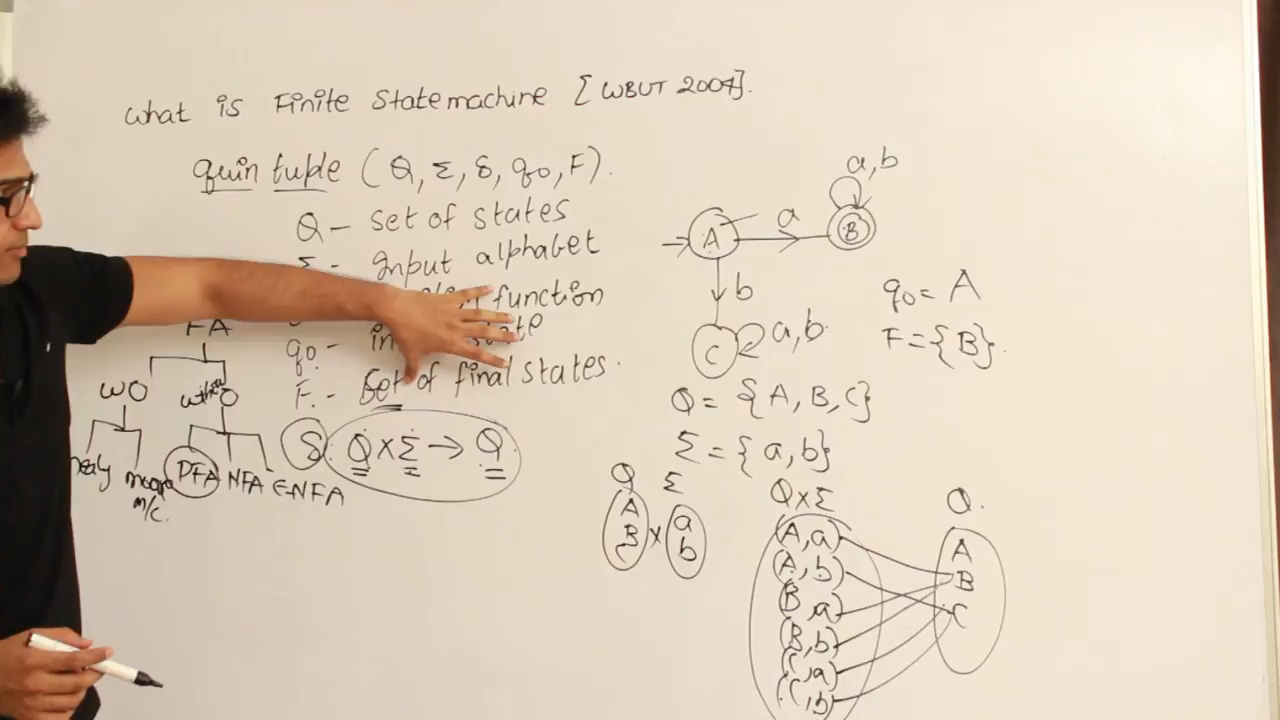 What is Finite Statemachine [WBUT 2007].
quin tuple (Q, Σ, δ, q0, F).
Q – set of states
Σ - Input alphabet
function
q0 -
F. - Set of final states.
δ Q × Σ → Q
FA
WO O
mealy moore m/c. DFA NFA ε-NFA
a,b
A a B
b
C a,b.
q0 = A
F = {B}.
Q = {A, B, C}
Σ = {a, b}
Q Σ
A a
B × b
C
Q×Σ Q.
(A,a) A
(A,b) B
(B,a) C
(B,b)
(C,a)
(C,b)